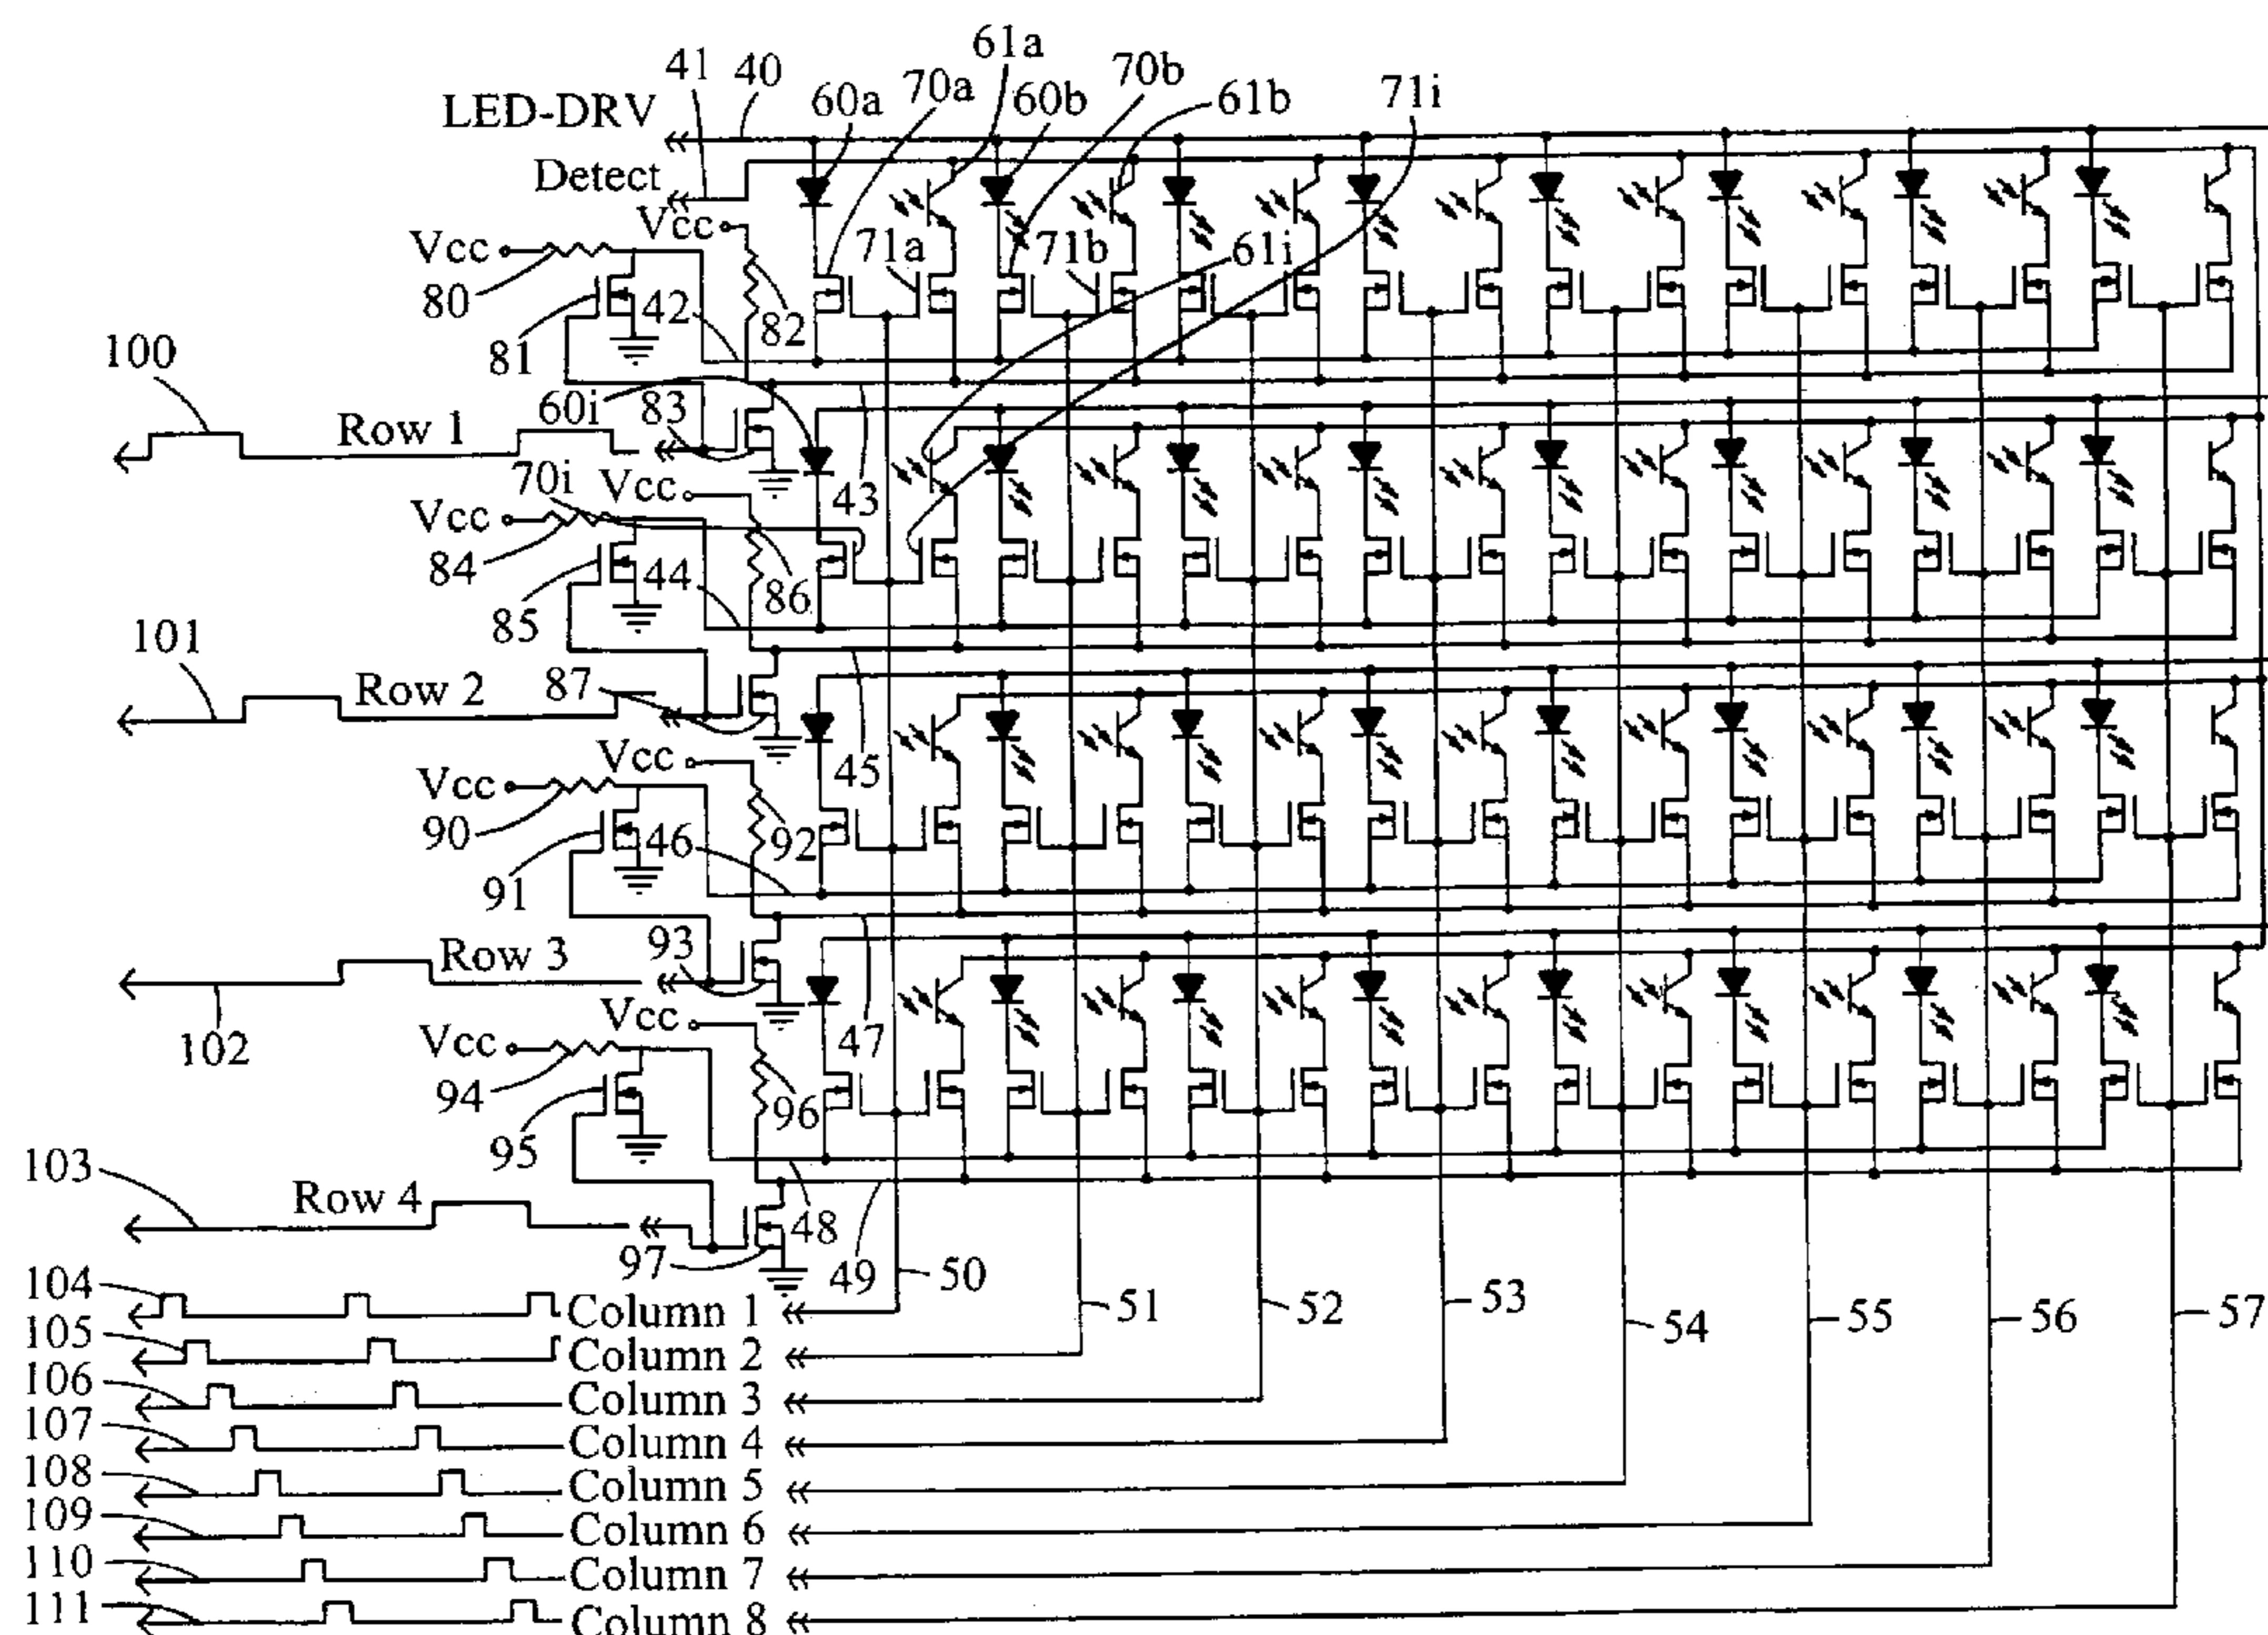 61a
41 40 70b
70a 71i
60a 60b 61b
LED-DRV
Detect
Vcc
Vcc 71a 71b 61i
80 42 82
81
100
60i 83
Row 1
70i Vcc 43
Vcc
84 44 86
85
101
Row 2 87
Vcc 45
Vcc
90 46 92
91
Row 3 93
Vcc 47
102 Vcc
94 96
95
103
Row 4 48
97 49 50
104 Column 1 51 52 53 54 55 56 57
105 Column 2
106 Column 3
107 Column 4
108 Column 5
109 Column 6
110 Column 7
111 Column 8